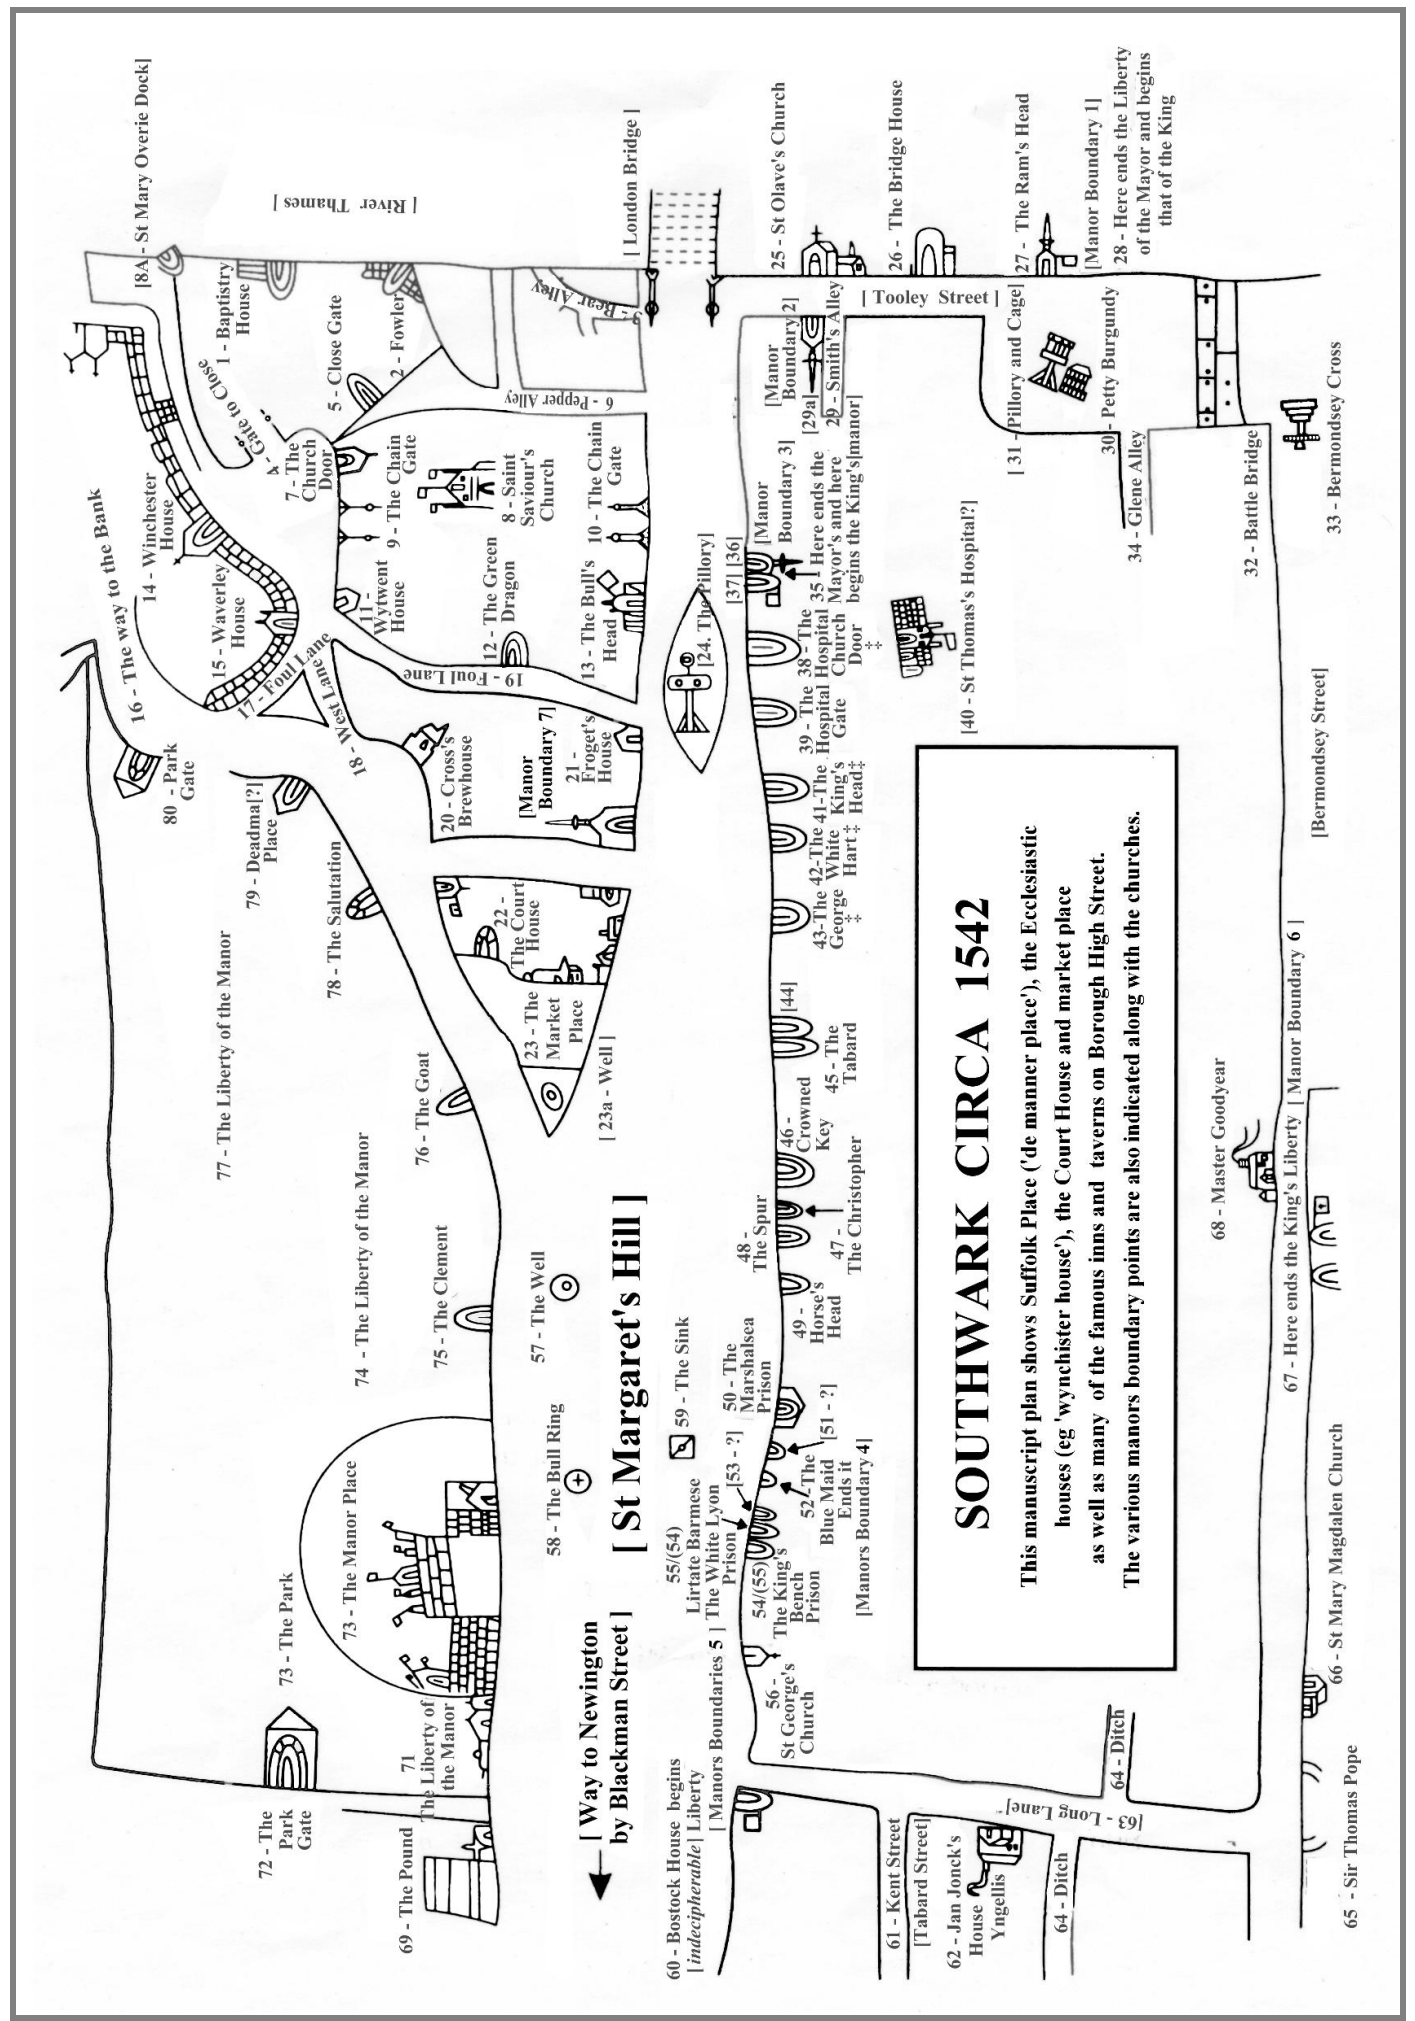 [8A - St Mary Overie Dock]
[ River Thames ]
[ London Bridge ]
25 - St Olave's Church
26 - The Bridge House
27 - The Ram's Head
[Manor Boundary 1]
28 - Here ends the Liberty
of the Mayor and begins
that of the King
1 - Baptistry
House
2 - Fowler
3 - Bear Alley
4 - Gate to Close
5 - Close Gate
6 - Pepper Alley
7 - The
Church
Door
8 - Saint
Saviour's
Church
9 - The Chain
Gate
10 - The Chain
Gate
11 -
Wytwent
House
12 - The Green
Dragon
13 - The Bull's
Head
14 - Winchester
House
15 - Waverley
House
16 - The way to the Bank
17 - Foul Lane
18 - West Lane
19 - Foul Lane
20 - Cross's
Brewhouse
[Manor
Boundary 7]
21 -
Froget's
House
22 -
The Court
House
23 - The
Market
Place
[ 23a - Well ]
[24. The Pillory]
[ Tooley Street ]
[Manor
Boundary 2]
[29a]
29 - Smith's Alley
[manor]
[ 31 - Pillory and Cage]
30 - Petty Burgundy
32 - Battle Bridge
33 - Bermondsey Cross
34 - Glene Alley
[Manor
Boundary 3]
35 - Here ends the
Mayor's and here
begins the King's
[37] [36]
38 - The
Hospital
Church
Door
‡‡
39 - The
Hospital
Gate
[40 - St Thomas's Hospital?]
41-The
King's
Head‡
42-The
White
Hart‡
43-The
George
‡‡
[44]
45 - The
Tabard
46 -
Crowned
Key
47 -
The Christopher
48 -
The Spur
49 -
Horse's
Head
50 - The
Marshalsea
Prison
[51 - ?]
52 -The
Blue Maid
Ends it
[Manors Boundary 4]
[53 - ?]
55/(54)
Lirtate Barmese
The White Lyon
Prison
54/(55)
The King's
Bench
Prison
[ Manors Boundaries 5 ]
56 -
St George's
Church
57 - The Well
58 - The Bull Ring
59 - The Sink
[ St Margaret's Hill ]
[ Way to Newington
by Blackman Street ]
60 - Bostock House begins
[indecipherable] Liberty
61 - Kent Street
[Tabard Street]
62 - Jan Jonck's
House
Yngellis
[63 - Long Lane]
64 - Ditch
64 - Ditch
65 - Sir Thomas Pope
66 - St Mary Magdalen Church
67 - Here ends the King's Liberty
[ Manor Boundary 6 ]
68 - Master Goodyear
[Bermondsey Street]
69 - The Pound
71
The Liberty of
the Manor
72 - The
Park
Gate
73 - The Park
73 - The Manor Place
74 - The Liberty of the Manor
75 - The Clement
76 - The Goat
77 - The Liberty of the Manor
78 - The Salutation
79 - Deadma[?]
Place
80 - Park
Gate
SOUTHWARK CIRCA 1542
This manuscript plan shows Suffolk Place ('de manner place'), the Ecclesiastic
houses (eg 'wynchister house'), the Court House and market place
as well as many of the famous inns and taverns on Borough High Street.
The various manors boundary points are also indicated along with the churches.